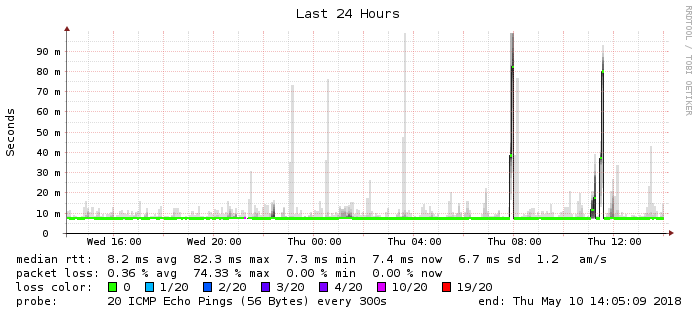 Last 24 Hours
RRDTOOL / TOBI OETIKER
Seconds
90 m
80 m
70 m
60 m
50 m
40 m
30 m
20 m
10 m
0
Wed 16:00 Wed 20:00 Thu 00:00 Thu 04:00 Thu 08:00 Thu 12:00
median rtt: 8.2 ms avg 82.3 ms max 7.3 ms min 7.4 ms now 6.7 ms sd 1.2 am/s
packet loss: 0.36 % avg 74.33 % max 0.00 % min 0.00 % now
loss color: 0 1/20 2/20 3/20 4/20 10/20 19/20
probe: 20 ICMP Echo Pings (56 Bytes) every 300s end: Thu May 10 14:05:09 2018